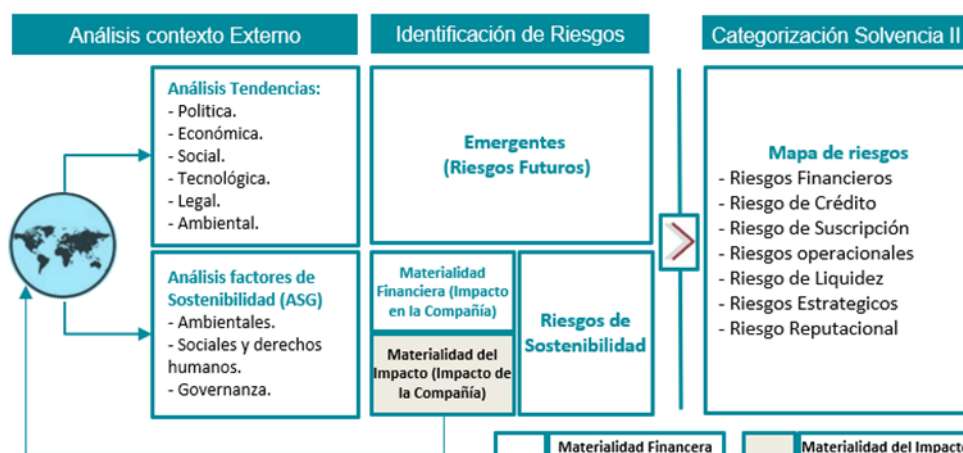 Análisis contexto Externo
Identificación de Riesgos
Categorización Solvencia II
Análisis Tendencias:
- Politica.
- Económica.
- Social.
- Tecnológica.
- Legal.
- Ambiental.
Emergentes
(Riesgos Futuros)
Mapa de riesgos
- Riesgos Financieros
- Riesgo de Crédito
- Riesgo de Suscripción
- Riesgos operacionales
- Riesgo de Liquidez
- Riesgos Estrategicos
- Riesgo Reputacional
Análisis factores de
Sostenibilidad (ASG)
- Ambientales.
- Sociales y derechos
humanos.
- Governanza.
Materialidad
Financiera (Impacto
en la Compañía)
Materialidad del
Impacto (Impacto de
la Compañía)
Riesgos de
Sostenibilidad
Materialidad Financera
Materialidad del Impacto